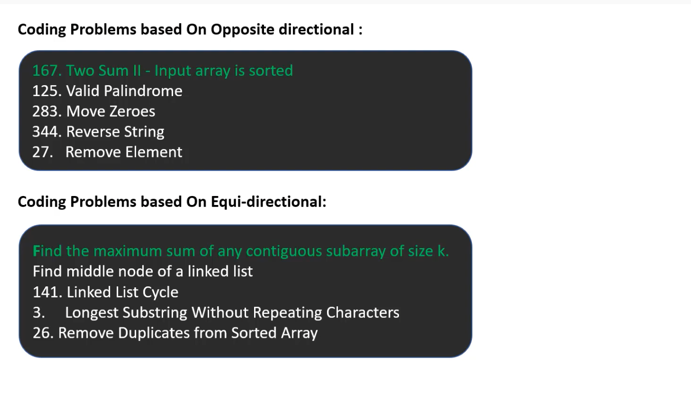 Coding Problems based On Opposite directional :
167. Two Sum II - Input array is sorted
125. Valid Palindrome
283. Move Zeroes
344. Reverse String
27. Remove Element
Coding Problems based On Equi-directional:
Find the maximum sum of any contiguous subarray of size k.
Find middle node of a linked list
141. Linked List Cycle
3. Longest Substring Without Repeating Characters
26. Remove Duplicates from Sorted Array